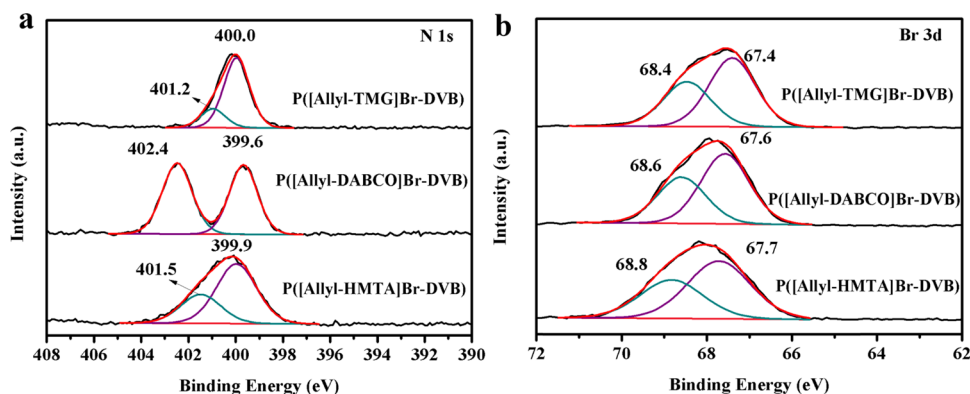 a
N 1s
400.0
401.2
P([Allyl-TMG]Br-DVB)
402.4
399.6
P([Allyl-DABCO]Br-DVB)
399.9
401.5
P([Allyl-HMTA]Br-DVB)
408 406 404 402 400 398 396 394 392 390
Binding Energy (eV)
Intensity (a.u.)
b
Br 3d
68.4
67.4
P([Allyl-TMG]Br-DVB)
68.6
67.6
P([Allyl-DABCO]Br-DVB)
68.8
67.7
P([Allyl-HMTA]Br-DVB)
72 70 68 66 64 62
Binding Energy (eV)
Intensity (a.u.)